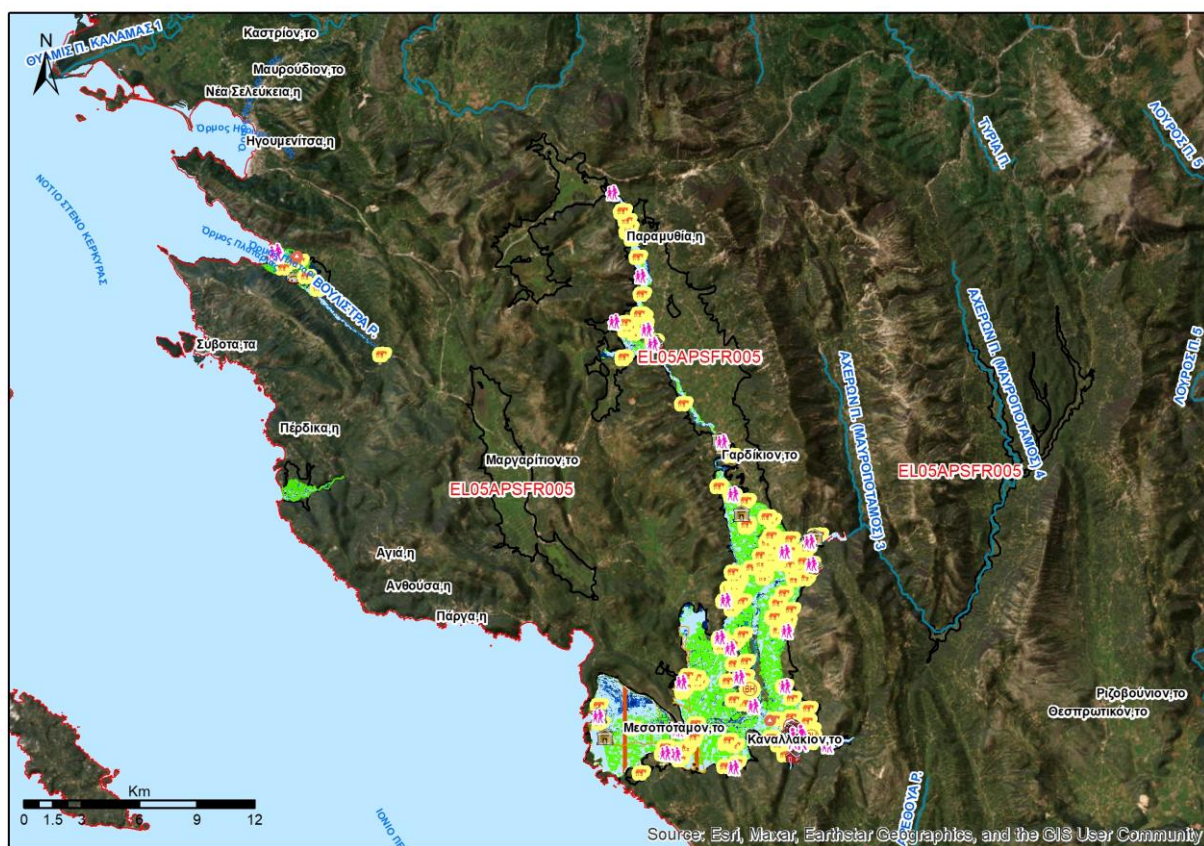 ΘΥΑΜΙΣ Π. ΚΑΛΑΜΑΣ 1
N
Καστρίον,το
Μαυρούδιον,το
Νέα Σελεύκεια,η
Ηγουμενίτσα,η
ΝΟΤΙΟ ΣΤΕΝΟ ΚΕΡΚΥΡΑΣ
ΒΟΥΛΙΣΤΡΑ Ρ.
Σύβοτα,τα
Πέρδικα,η
Παραμυθία,η
EL05APSFR005
ΤΥΡΙΑ Π.
ΛΟΥΡΟΣ Π. 5
ΛΟΥΡΟΣ Π. 5
ΑΧΕΡΩΝ Π. (ΜΑΥΡΟΠΟΤΑΜΟΣ) 3
ΑΧΕΡΩΝ Π. (ΜΑΥΡΟΠΟΤΑΜΟΣ) 4
Μαργαρίτιον,το
Γαρδίκιον,το
EL05APSFR005
EL05APSFR005
Αγιά,η
Ανθούσα,η
Πάργα,η
Μεσοπόταμον,το
Καναλλάκιον,το
Ριζοβούνιον,το
Θεσπρωτικόν,το
Km
0 1.5 3 6 9 12
Source: Esri, Maxar, Earthstar Geographics, and the GIS User Community